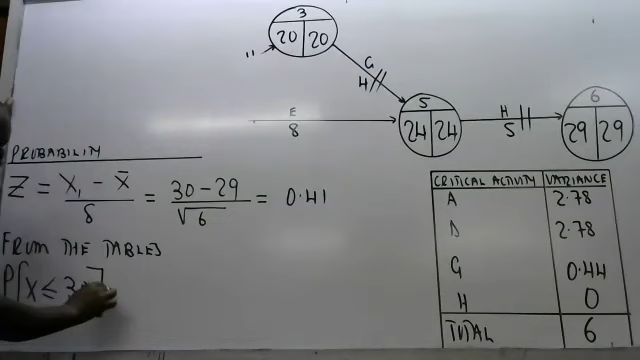 3
20 20
"
G
4
E
8
5
24 24
H
5
6
29 29
PROBABILITY
Z = X₁ - x̄ / δ = 30 - 29 / √6 = 0.41
FROM THE TABLES
P[X ≤ 3
CRITICAL ACTIVITY VARIANCE
A 2.78
D 2.78
G 0.44
H 0
TOTAL 6